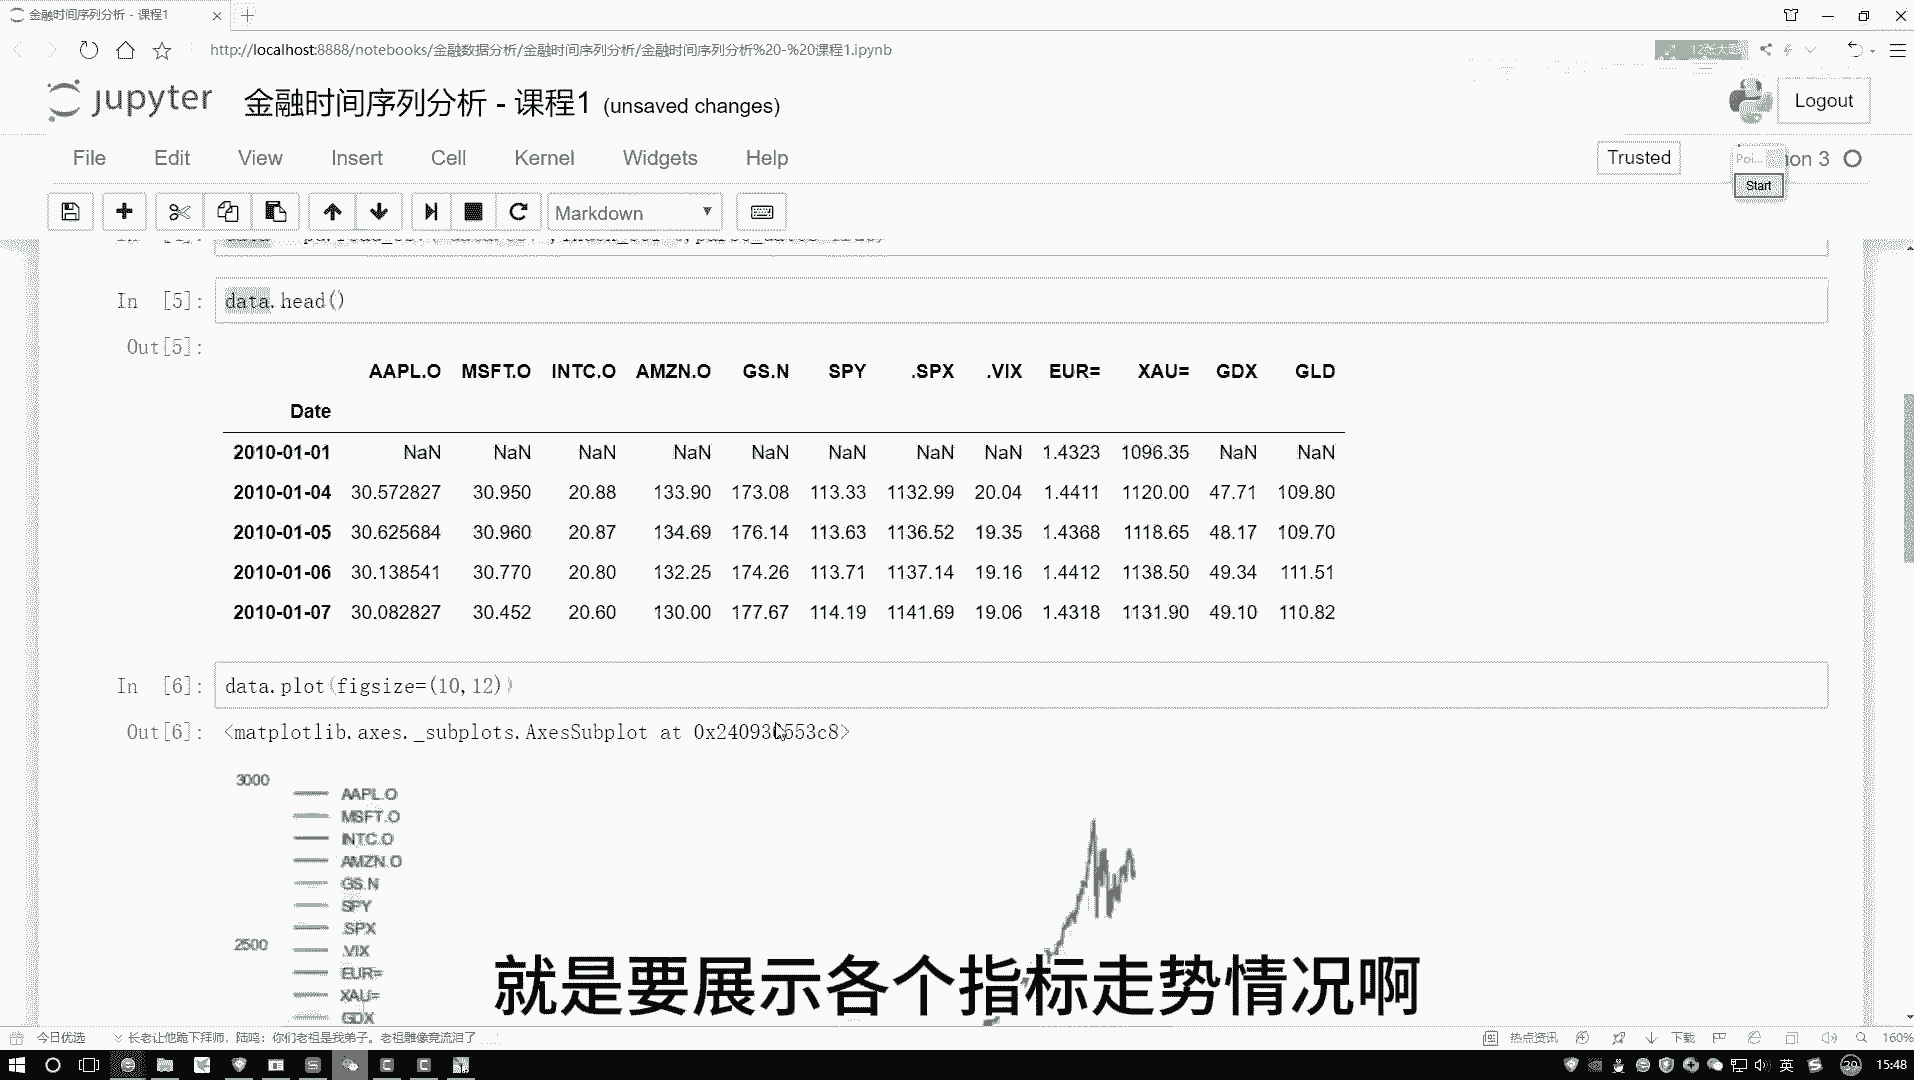 金融时间序列分析 - 课程1
http://localhost:8888/notebooks/金融数据分析/金融时间序列分析/金融时间序列分析%20-%20课程1.ipynb
12张大图
jupyter 金融时间序列分析 - 课程1 (unsaved changes)
Logout
File Edit View Insert Cell Kernel Widgets Help
Trusted
Poi... on 3
Start
Markdown
In [5]: data.head()
Out[5]:
AAPL.O MSFT.O INTC.O AMZN.O GS.N SPY .SPX .VIX EUR= XAU= GDX GLD
Date
2010-01-01 NaN NaN NaN NaN NaN NaN NaN NaN 1.4323 1096.35 NaN NaN
2010-01-04 30.572827 30.950 20.88 133.90 173.08 113.33 1132.99 20.04 1.4411 1120.00 47.71 109.80
2010-01-05 30.625684 30.960 20.87 134.69 176.14 113.63 1136.52 19.35 1.4368 1118.65 48.17 109.70
2010-01-06 30.138541 30.770 20.80 132.25 174.26 113.71 1137.14 19.16 1.4412 1138.50 49.34 111.51
2010-01-07 30.082827 30.452 20.60 130.00 177.67 114.19 1141.69 19.06 1.4318 1131.90 49.10 110.82
In [6]: data.plot(figsize=(10,12))
Out[6]: <matplotlib.axes._subplots.AxesSubplot at 0x240930553c8>
3000
AAPL.O
MSFT.O
INTC.O
AMZN.O
GS.N
SPY
.SPX
2500
.VIX
EUR=
XAU=
GDX
就是要展示各个指标走势情况啊
今日优选 长老让他跪下拜师，陆鸣：你们老祖是我弟子。老祖雕像竟流泪了
热点资讯 下载 160%
英 39 15:48